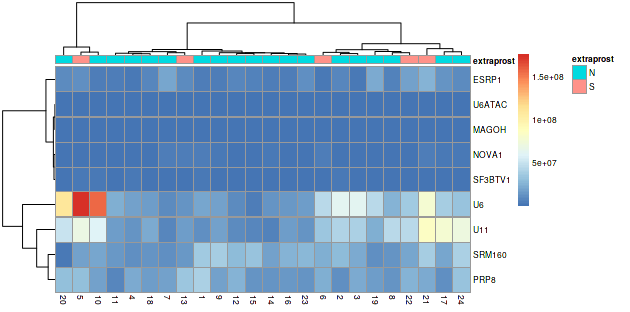 extraprost
ESRP1
U6ATAC
MAGOH
NOVA1
SF3BTV1
U6
U11
SRM160
PRP8
20 5 10 11 4 18 7 13 1 9 12 15 14 16 23 6 2 3 19 8 22 21 17 24
1.5e+08
1e+08
5e+07
extraprost
N
S